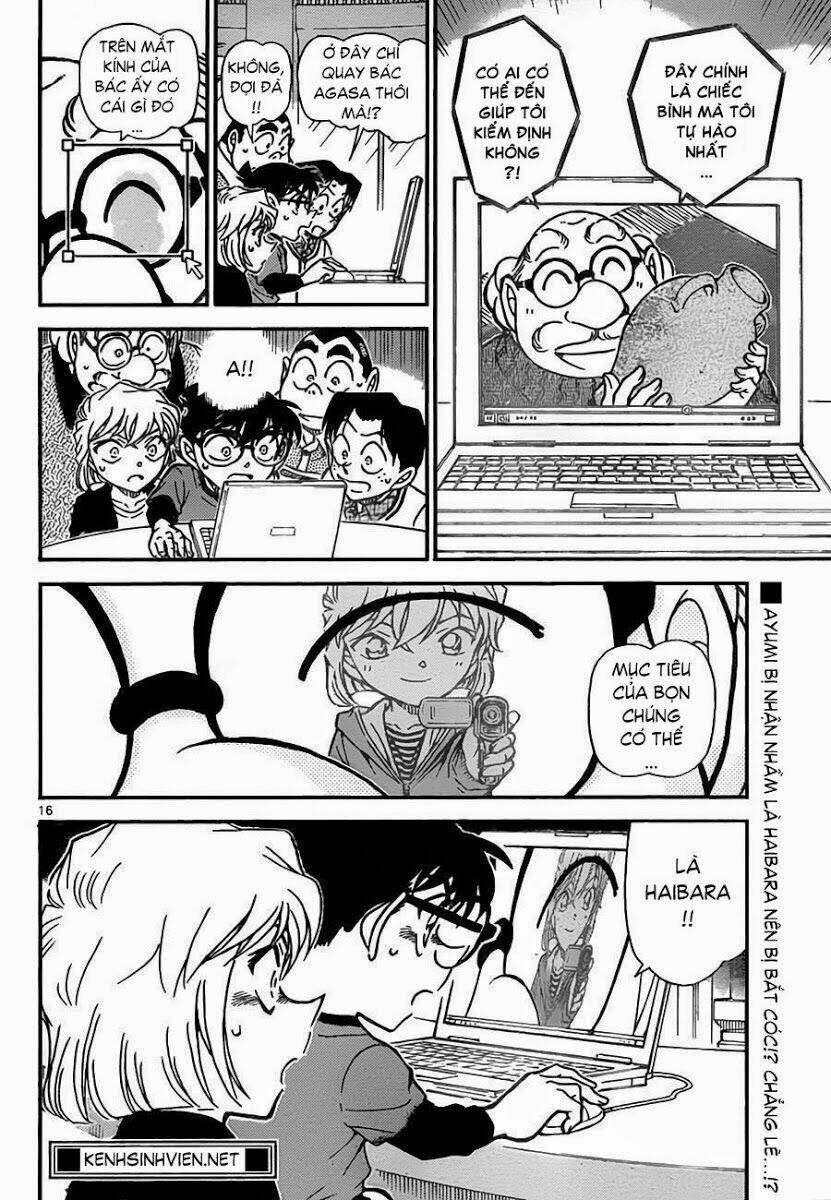 ĐÂY CHÍNH
LÀ CHIẾC
BÌNH MÀ TÔI
TỰ HÀO
NHẤT
...
CÓ AI CÓ
THỂ ĐẾN
GIÚP TÔI
KIỂM ĐỊNH
KHÔNG
?!
Ở ĐÂY CHỈ
QUAY BÁC
AGASA
THÔI
MÀ!?
KHÔNG,
ĐỢI ĐÃ
!!
TRÊN MẮT
KÍNH CỦA
BÁC ẤY CÓ
CÁI GÌ ĐÓ
...
A!!
MỤC TIÊU
CỦA BỌN
CHÚNG
CÓ THỂ
...
16
LÀ
HAIBARA
!!
AYUMI BỊ NHẬN NHẦM LÀ HAIBARA NÊN BỊ BẮT CÓC!? CHẲNG LẼ...!?
KENHSINHVIEN.NET